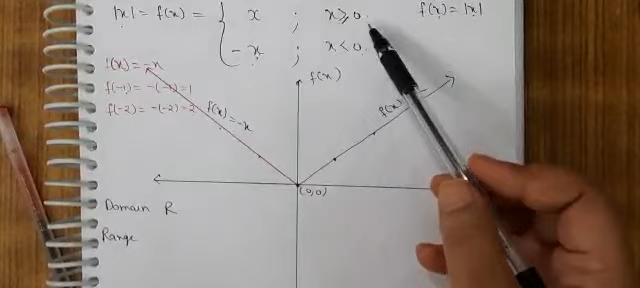 |x| = f(x) = { x ; x ≥ 0.
- x ; x < 0.
f(x) = |x|
f(x) = -x
f(-1) = -(-1) = 1
f(-2) = -(-2) = 2
f(x)
f(x) = -x
f(x)
(0,0)
Domain R
Range